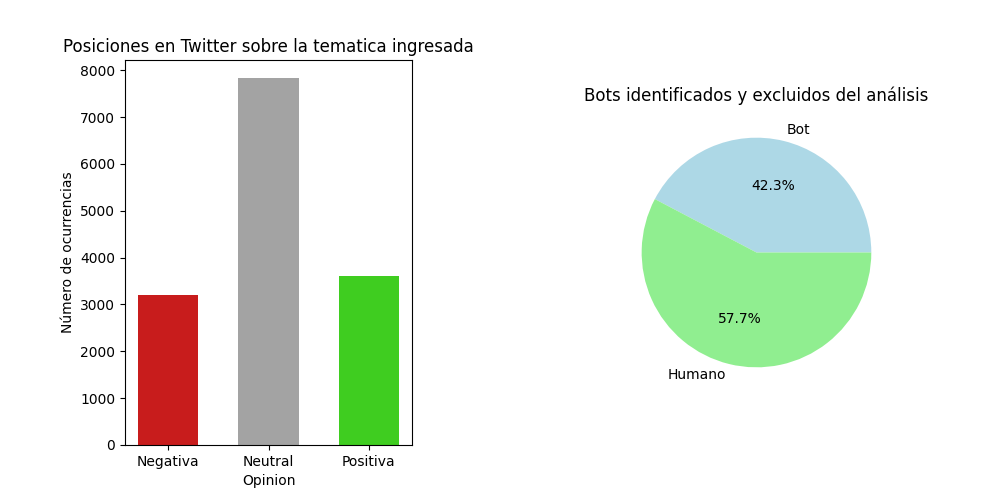 Posiciones en Twitter sobre la tematica ingresada
Número de ocurrencias
8000
7000
6000
5000
4000
3000
2000
1000
0
Negativa
Neutral
Positiva
Opinion
Bots identificados y excluidos del análisis
Bot
42.3%
57.7%
Humano